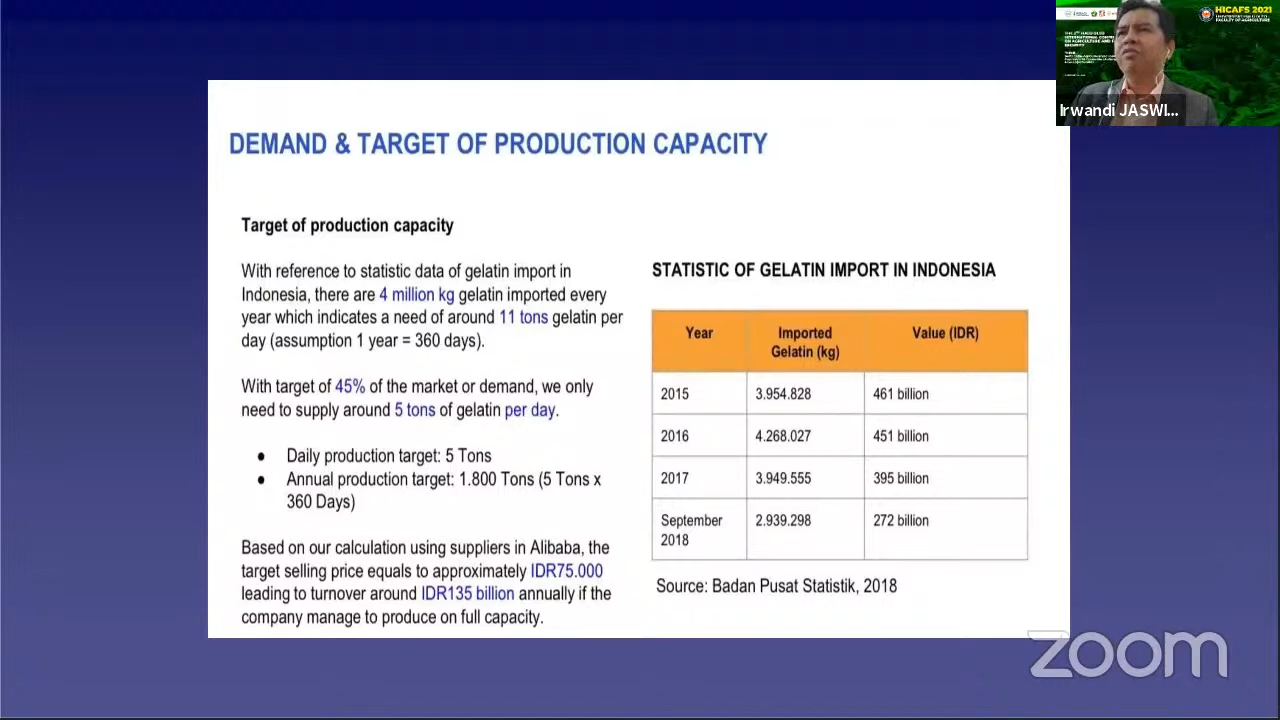 HICAFS 2021
Irwandi JASWI...
DEMAND & TARGET OF PRODUCTION CAPACITY
Target of production capacity
With reference to statistic data of gelatin import in
Indonesia, there are 4 million kg gelatin imported every
year which indicates a need of around 11 tons gelatin per
day (assumption 1 year = 360 days).
With target of 45% of the market or demand, we only
need to supply around 5 tons of gelatin per day.
● Daily production target: 5 Tons
● Annual production target: 1.800 Tons (5 Tons x
360 Days)
Based on our calculation using suppliers in Alibaba, the
target selling price equals to approximately IDR75.000
leading to turnover around IDR135 billion annually if the
company manage to produce on full capacity.
STATISTIC OF GELATIN IMPORT IN INDONESIA
Year Imported Gelatin (kg) Value (IDR)
2015 3.954.828 461 billion
2016 4.268.027 451 billion
2017 3.949.555 395 billion
September 2018 2.939.298 272 billion
Source: Badan Pusat Statistik, 2018
zoom